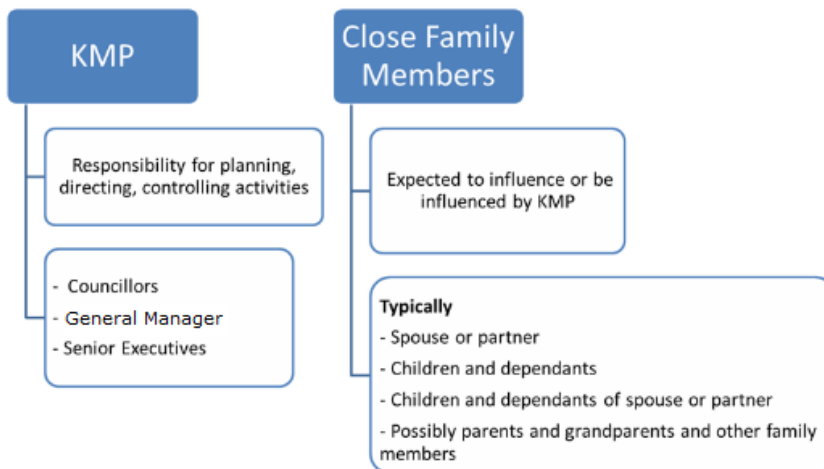 KMP
Responsibility for planning,
directing, controlling activities
- Councillors
- General Manager
- Senior Executives
Close Family
Members
Expected to influence or be
influenced by KMP
Typically
- Spouse or partner
- Children and dependants
- Children and dependants of spouse or partner
- Possibly parents and grandparents and other family
members